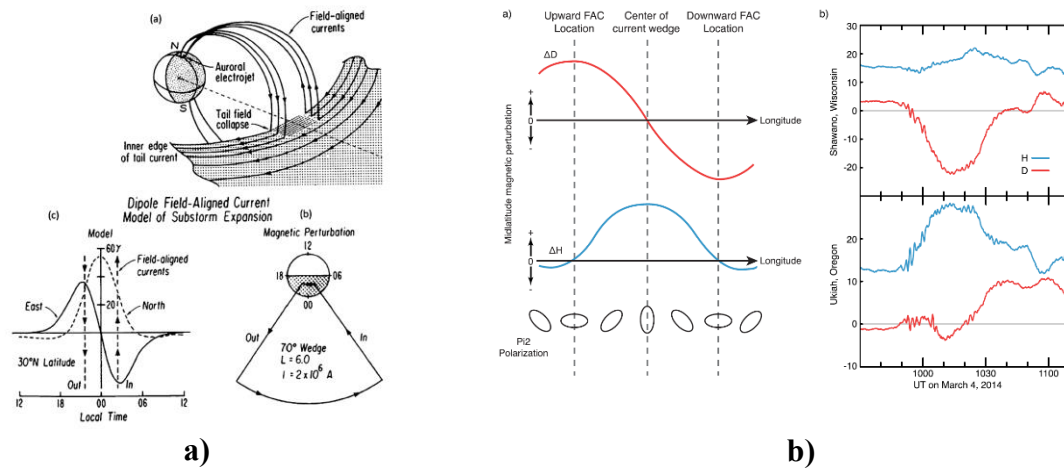 (a)
Field-aligned
currents
N
Auroral
electrojet
S
Tail field
collapse
Inner edge
of tail current
Dipole Field-Aligned Current
Model of Substorm Expansion
(c)
Model
60γ
Field-aligned
currents
East
North
20
30°N Latitude
Out
In
12 18 00 06 12
Local Time
(b)
Magnetic Perturbation
12
18 06
00
Out
In
70° Wedge
L = 6.0
I = 2 x 10⁶ A
a)
a)
Upward FAC
Location
Center of
current wedge
Downward FAC
Location
ΔD
+
0
-
Longitude
Midlatitude magnetic perturbation
ΔH
+
0
-
Longitude
Pi2
Polarization
b)
30
20
10
0
-10
-20
Shawano, Wisconsin
H
D
20
10
0
-10
Ukiah, Oregon
1000 1030 1100
UT on March 4, 2014
b)